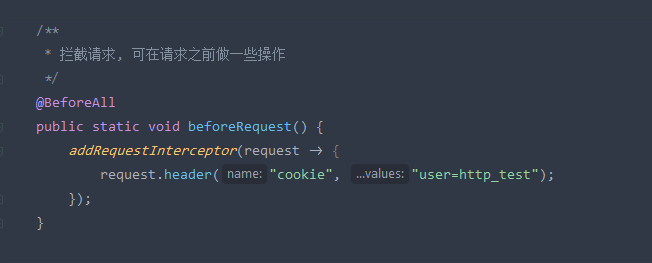 /**
* 拦截请求, 可在请求之前做一些操作
*/
@BeforeAll
public static void beforeRequest() {
addRequestInterceptor(request -> {
request.header( name: "cookie", ...values: "user=http_test");
});
}